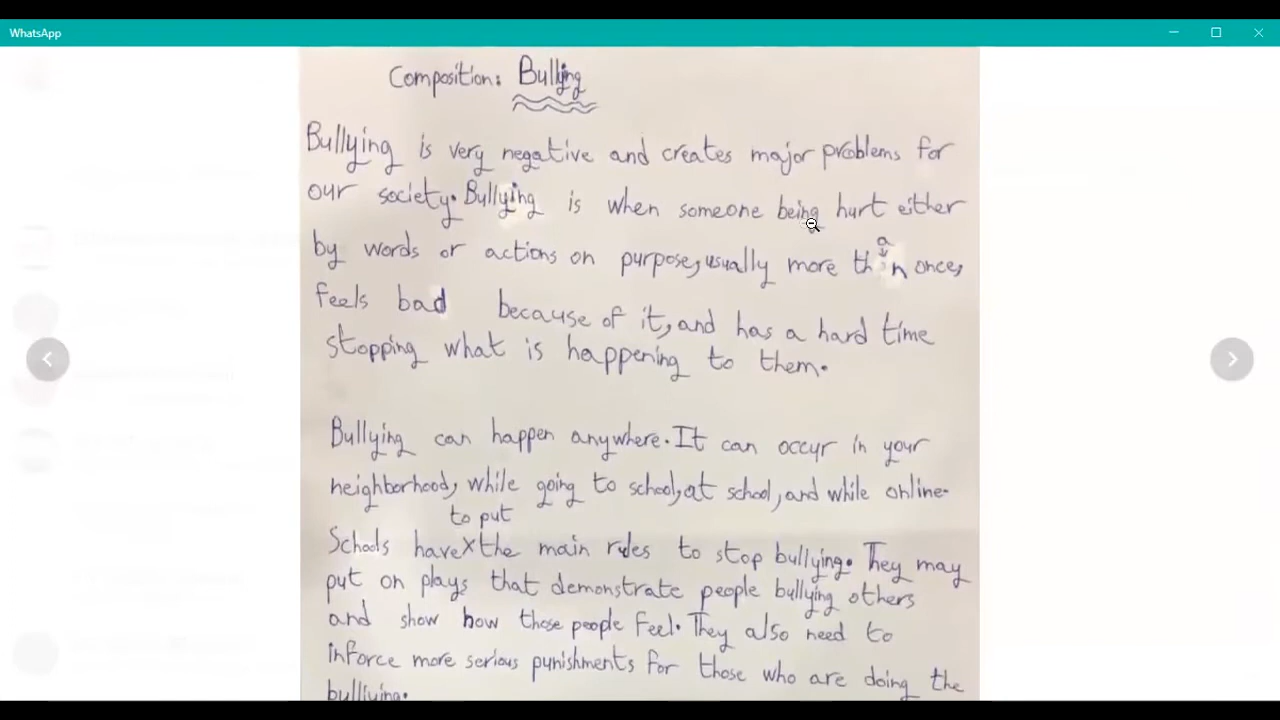 WhatsApp
Composition: Bullying
Bullying is very negative and creates major problems for
our society. Bullying is when someone being hurt either
by words or actions on purpose, usually more than once,
feels bad because of it, and has a hard time
stopping what is happening to them.
Bullying can happen anywhere. It can occur in your
neighborhood, while going to school, at school, and while online.
to put
Schools have x the main rules to stop bullying. They may
put on plays that demonstrate people bullying others
and show how those people feel. They also need to
inforce more serious punishments for those who are doing the
bulliying.